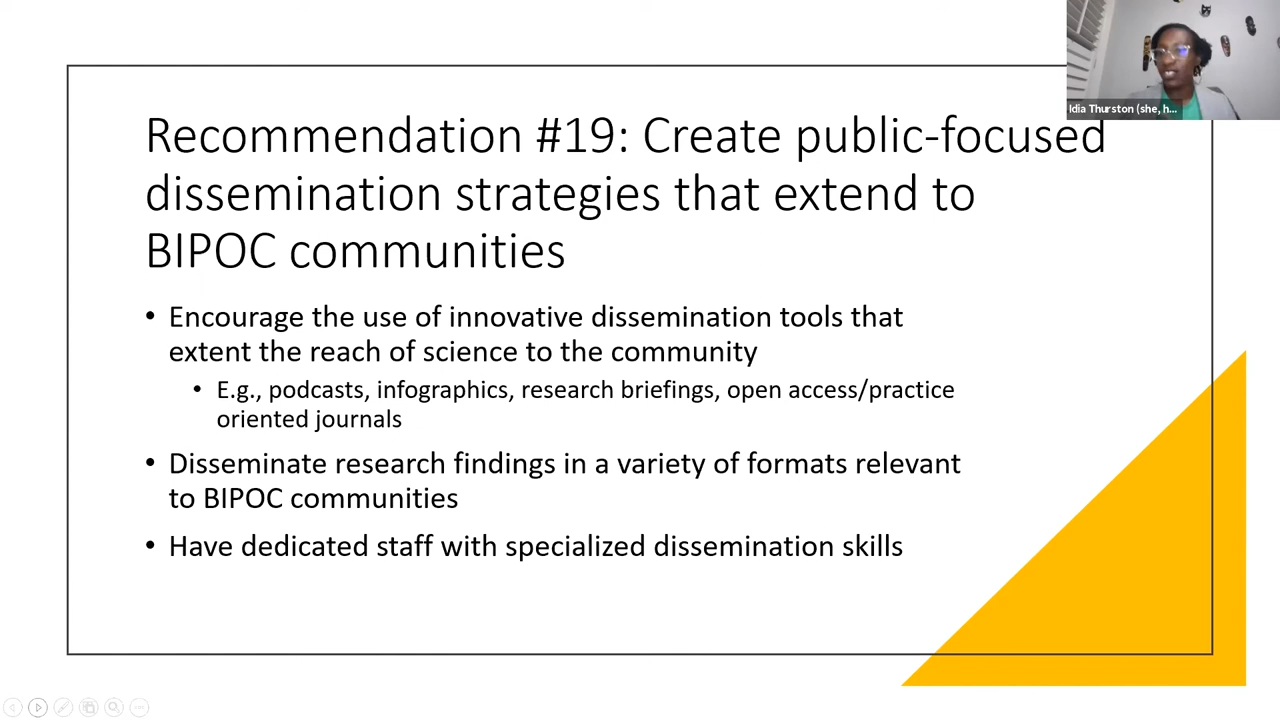 Idia Thurston (she, h...
Recommendation #19: Create public-focused
dissemination strategies that extend to
BIPOC communities
• Encourage the use of innovative dissemination tools that
extent the reach of science to the community
• E.g., podcasts, infographics, research briefings, open access/practice
oriented journals
• Disseminate research findings in a variety of formats relevant
to BIPOC communities
• Have dedicated staff with specialized dissemination skills